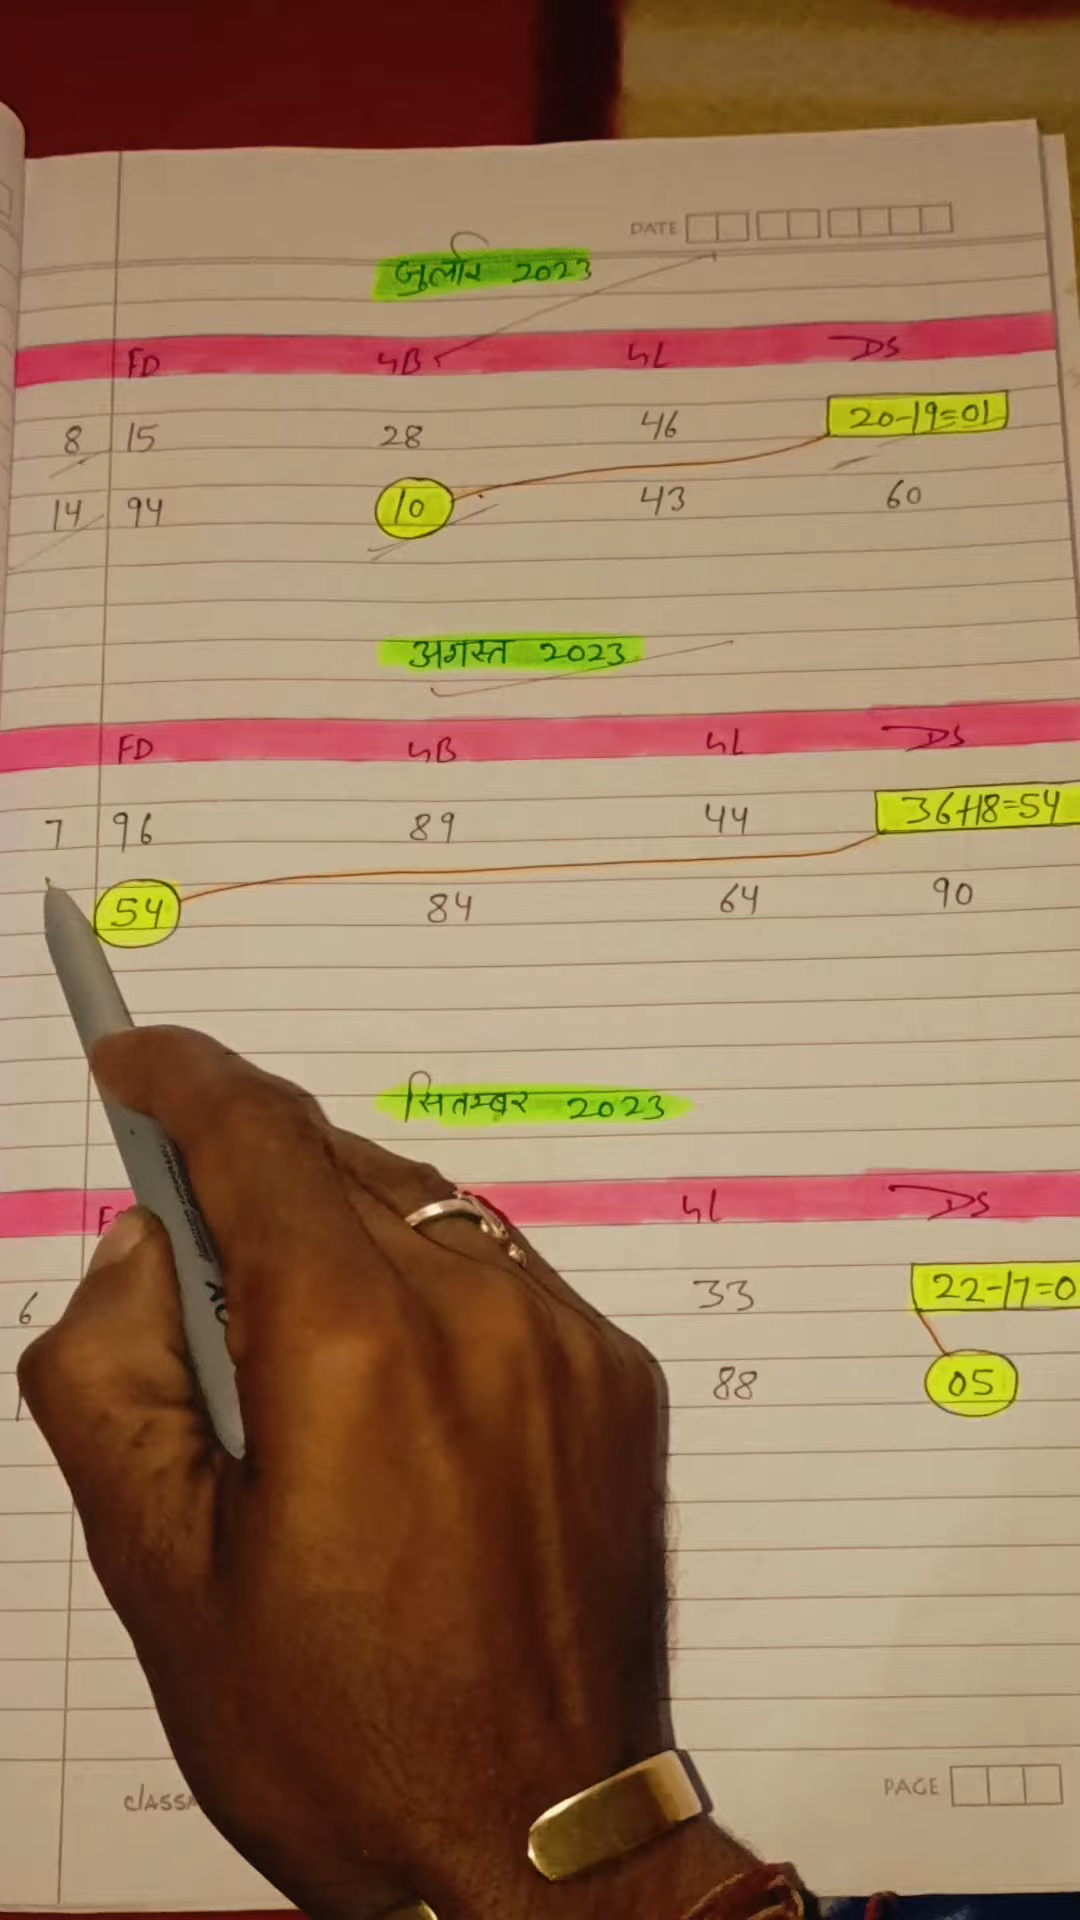 DATE
जुलाई 2023
FD GB GL DS
8 15 28 46 20-19=01
14 94 10 43 60
अगस्त 2023
FD GB GL DS
7 96 89 44 36+18=54
54 84 64 90
सितम्बर 2023
GL DS
6 33 22-17=0
88 05
PAGE